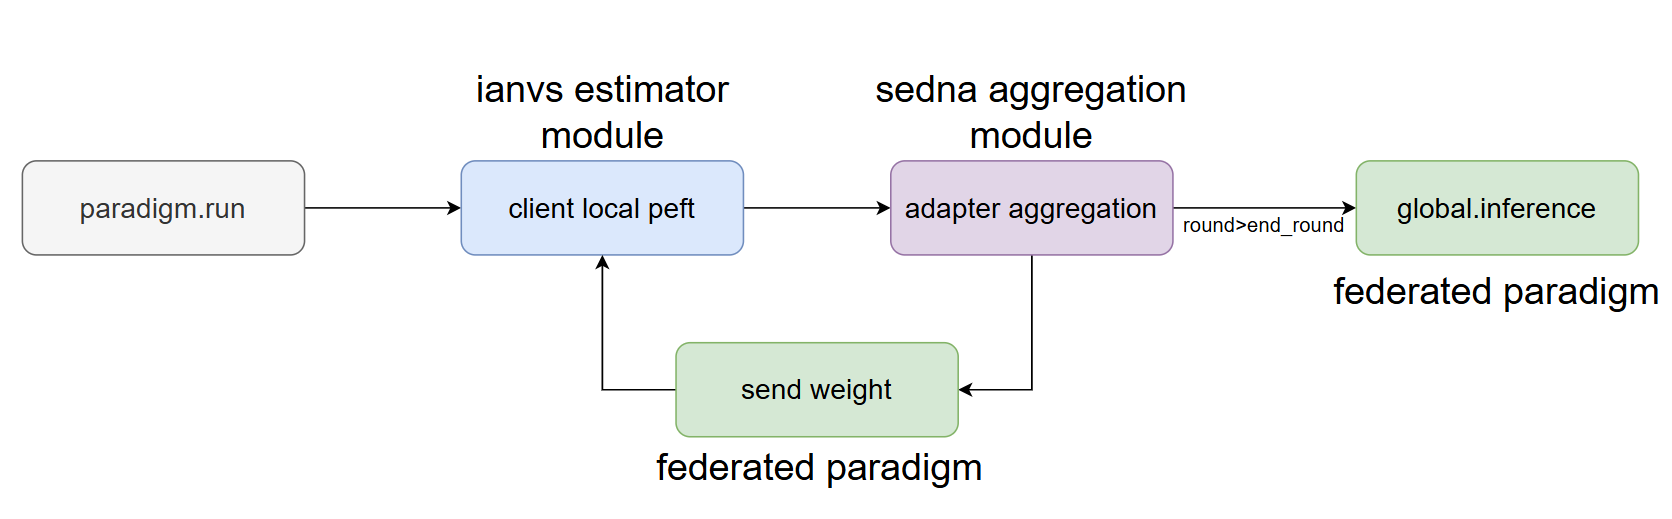 ianvs estimator
module
sedna aggregation
module
paradigm.run
client local peft
adapter aggregation
round>end_round
global.inference
federated paradigm
send weight
federated paradigm